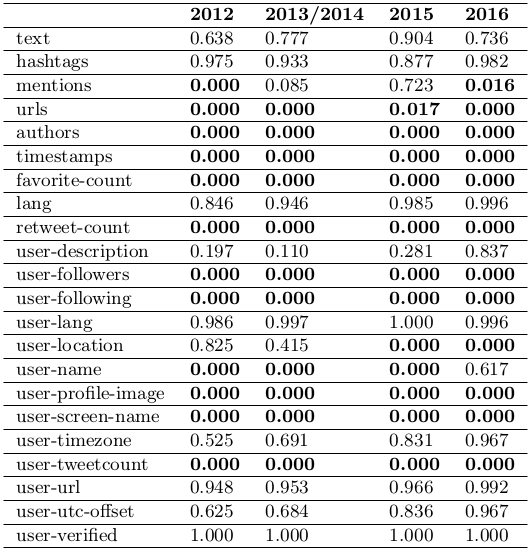 2012 2013/2014 2015 2016
text 0.638 0.777 0.904 0.736
hashtags 0.975 0.933 0.877 0.982
mentions 0.000 0.085 0.723 0.016
urls 0.000 0.000 0.017 0.000
authors 0.000 0.000 0.000 0.000
timestamps 0.000 0.000 0.000 0.000
favorite-count 0.000 0.000 0.000 0.000
lang 0.846 0.946 0.985 0.996
retweet-count 0.000 0.000 0.000 0.000
user-description 0.197 0.110 0.281 0.837
user-followers 0.000 0.000 0.000 0.000
user-following 0.000 0.000 0.000 0.000
user-lang 0.986 0.997 1.000 0.996
user-location 0.825 0.415 0.000 0.000
user-name 0.000 0.000 0.000 0.617
user-profile-image 0.000 0.000 0.000 0.000
user-screen-name 0.000 0.000 0.000 0.000
user-timezone 0.525 0.691 0.831 0.967
user-tweetcount 0.000 0.000 0.000 0.000
user-url 0.948 0.953 0.966 0.992
user-utc-offset 0.625 0.684 0.836 0.967
user-verified 1.000 1.000 1.000 1.000